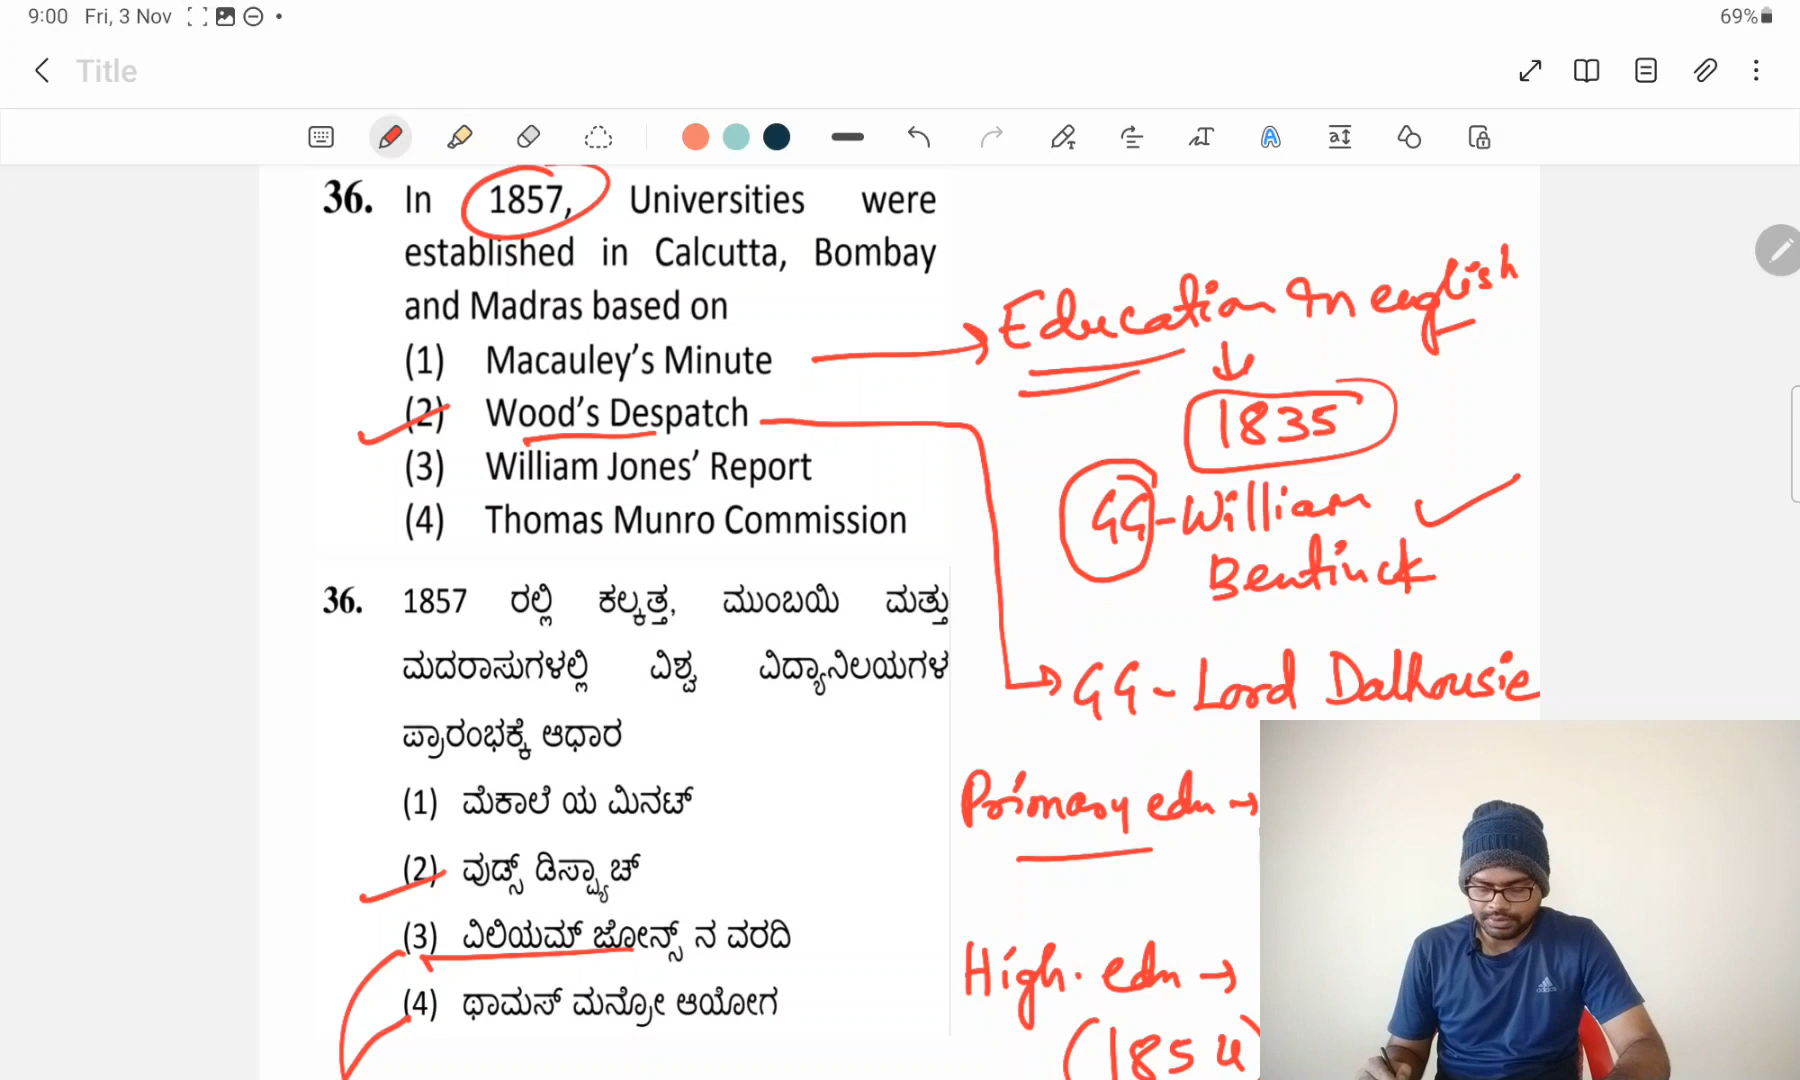 9:00 Fri, 3 Nov
69%
Title
36. In 1857, Universities were
established in Calcutta, Bombay
and Madras based on
(1) Macauley's Minute
(2) Wood's Despatch
(3) William Jones' Report
(4) Thomas Munro Commission
Education In english
1835
GG-William
Bentinck
GG - Lord Dalhousie
Primary edn →
High. edn →
(1854)
36. 1857 ರಲ್ಲಿ ಕಲ್ಕತ್ತ, ಮುಂಬಯಿ ಮತ್ತು
ಮದರಾಸುಗಳಲ್ಲಿ ವಿಶ್ವ ವಿದ್ಯಾನಿಲಯಗಳ
ಪ್ರಾರಂಭಕ್ಕೆ ಆಧಾರ
(1) ಮೆಕಾಲೆ ಯ ಮಿನಟ್
(2) ವುಡ್ಸ್ ಡಿಸ್ಪ್ಯಾಚ್
(3) ವಿಲಿಯಮ್ ಜೋನ್ಸ್ ನ ವರದಿ
(4) ಥಾಮಸ್ ಮನ್ರೋ ಆಯೋಗ
adidas